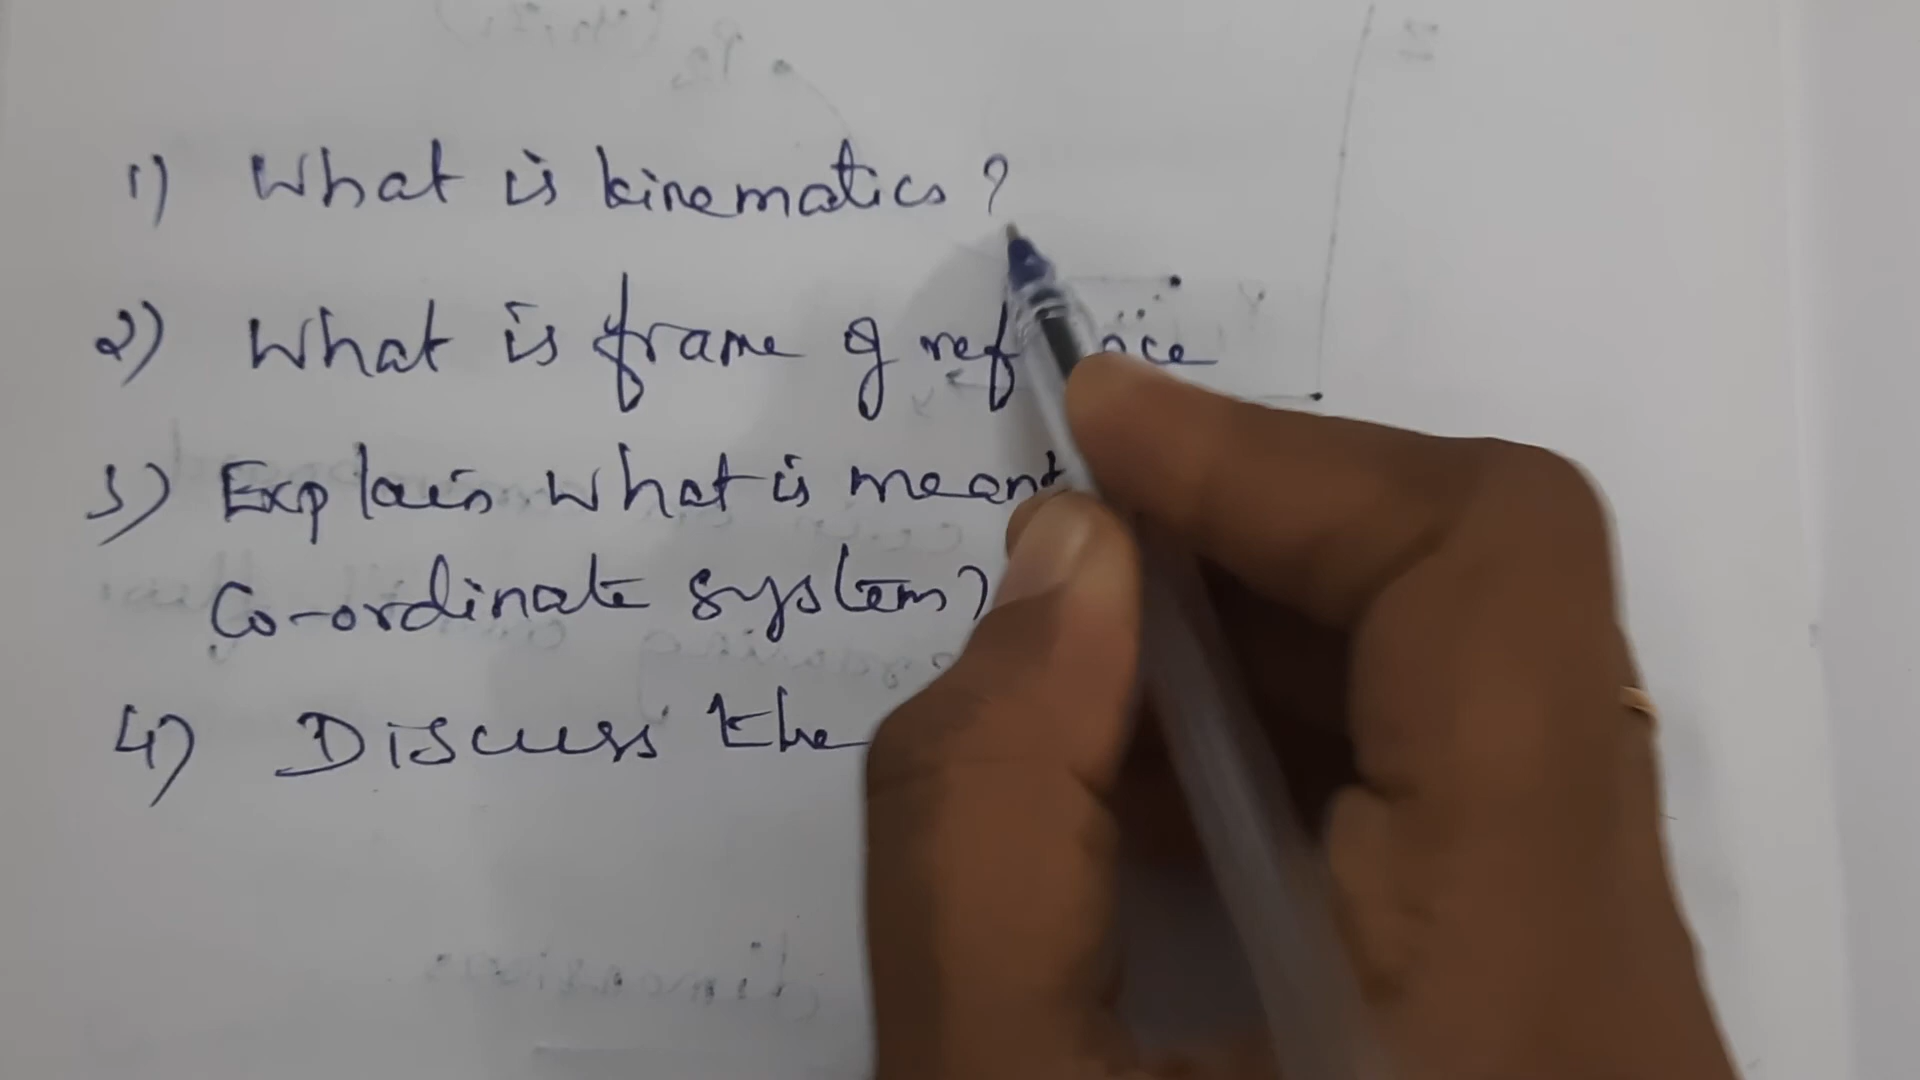 1) What is kinematics?
2) What is frame of
3) Explain what is meant
Co-ordinate system?
4) Discuss the